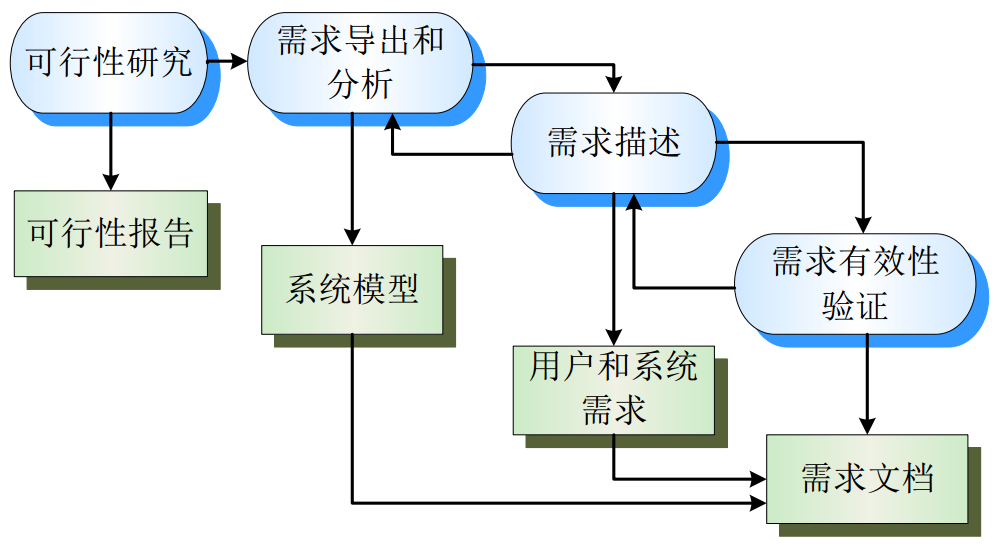 可行性研究
需求导出和
分析
需求描述
可行性报告
需求有效性
验证
系统模型
用户和系统
需求
需求文档